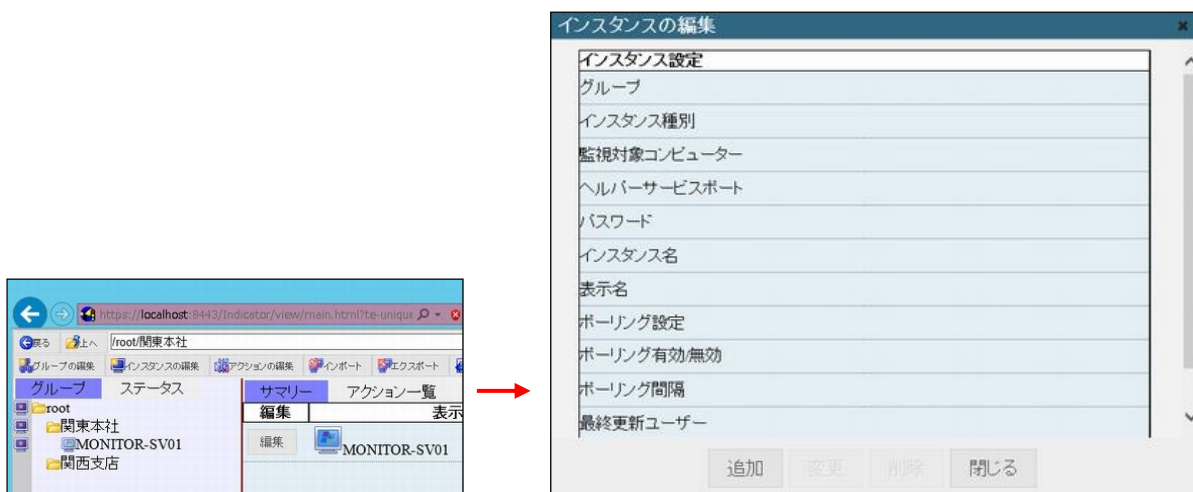 https://localhost:8443/Indicator/view/main.html?te-unique
戻る 上へ /root/関東本社
グループの編集 インスタンスの編集 アクションの編集 インポート エクスポート
グループ ステータス
root
関東本社
MONITOR-SV01
関西支店
サマリー アクション一覧
編集 表示
編集 MONITOR-SV01
インスタンスの編集
インスタンス設定
グループ
インスタンス種別
監視対象コンピューター
ヘルパーサービスポート
パスワード
インスタンス名
表示名
ポーリング設定
ポーリング有効/無効
ポーリング間隔
最終更新ユーザー
追加 変更 削除 閉じる